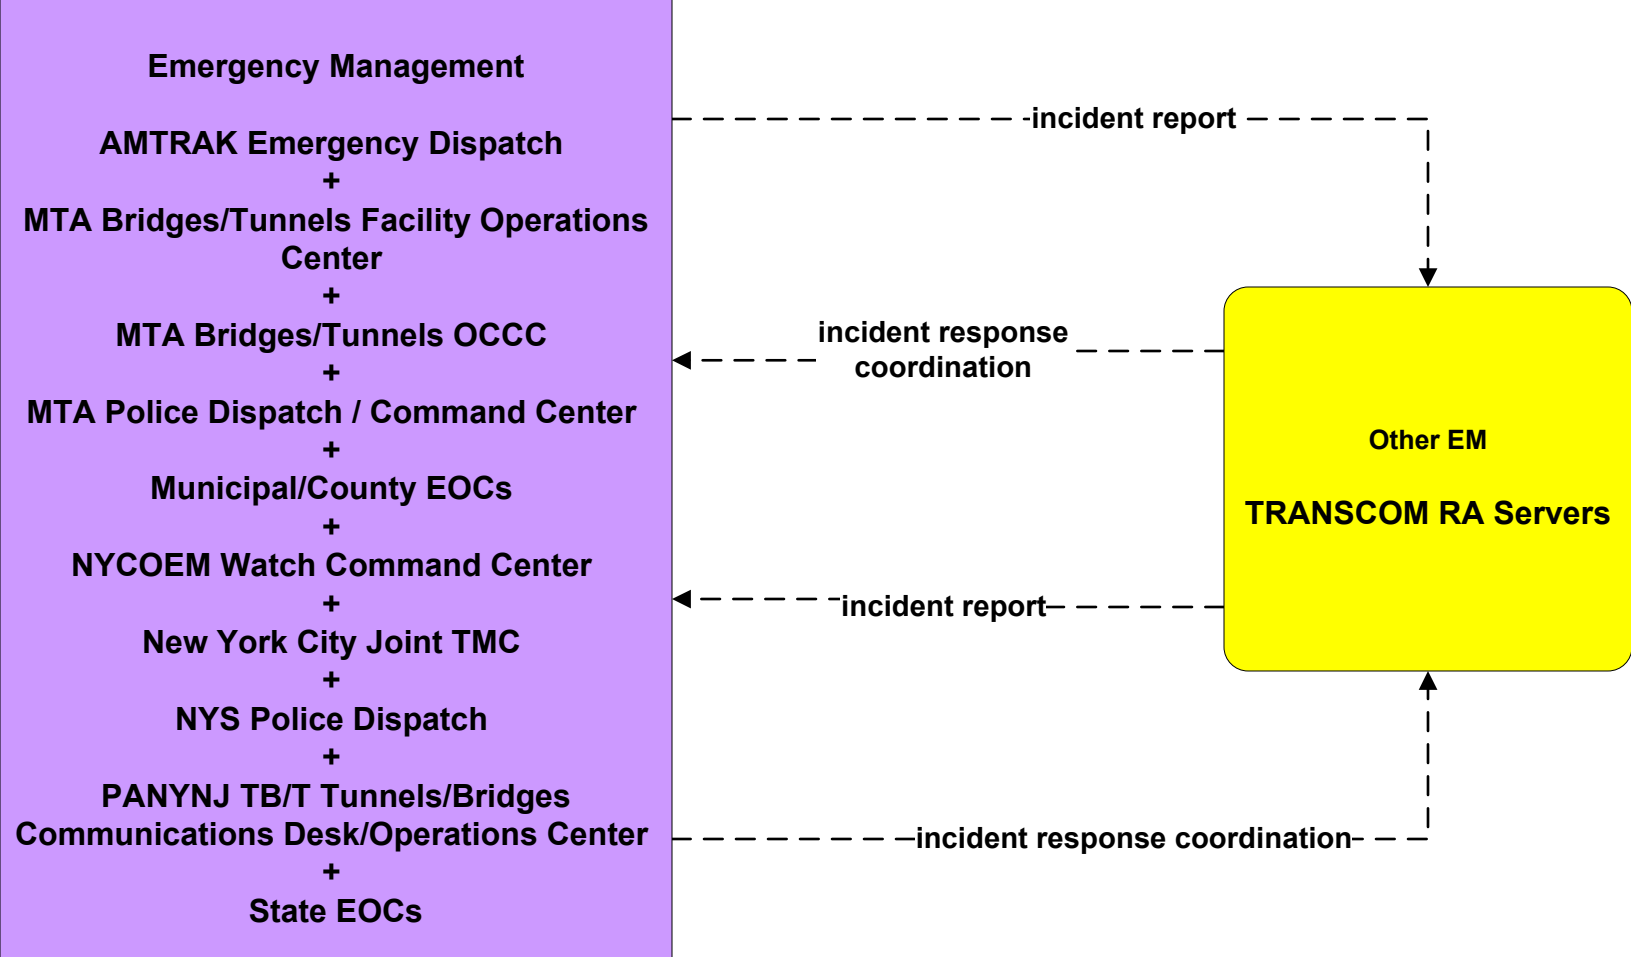 Emergency Management
AMTRAK Emergency Dispatch
+
MTA Bridges/Tunnels Facility Operations
Center
+
MTA Bridges/Tunnels OCCC
+
MTA Police Dispatch / Command Center
+
Municipal/County EOCs
+
NYCOEM Watch Command Center
+
New York City Joint TMC
+
NYS Police Dispatch
+
PANYNJ TB/T Tunnels/Bridges
Communications Desk/Operations Center
+
State EOCs
incident report
incident response
coordination
incident report
incident response coordination
Other EM
TRANSCOM RA Servers